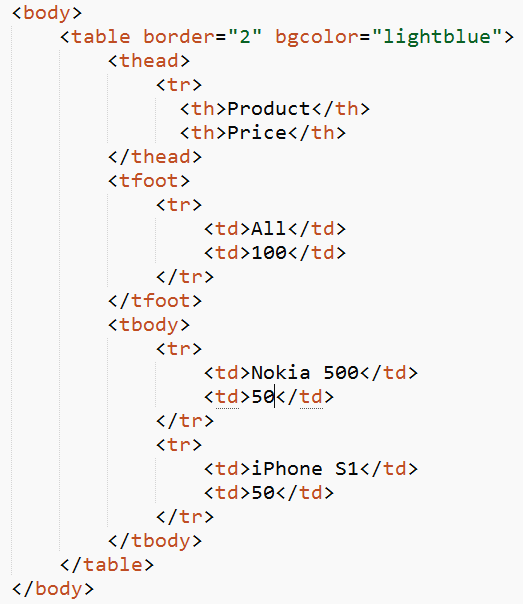 <body>
    <table border="2" bgcolor="lightblue">
        <thead>
            <tr>
              <th>Product</th>
              <th>Price</th>
        </thead>
        <tfoot>
            <tr>
                <td>All</td>
                <td>100</td>
            </tr>
        </tfoot>
        <tbody>
            <tr>
                <td>Nokia 500</td>
                <td>50</td>
            </tr>
            <tr>
                <td>iPhone S1</td>
                <td>50</td>
            </tr>
        </tbody>
    </table>
</body>